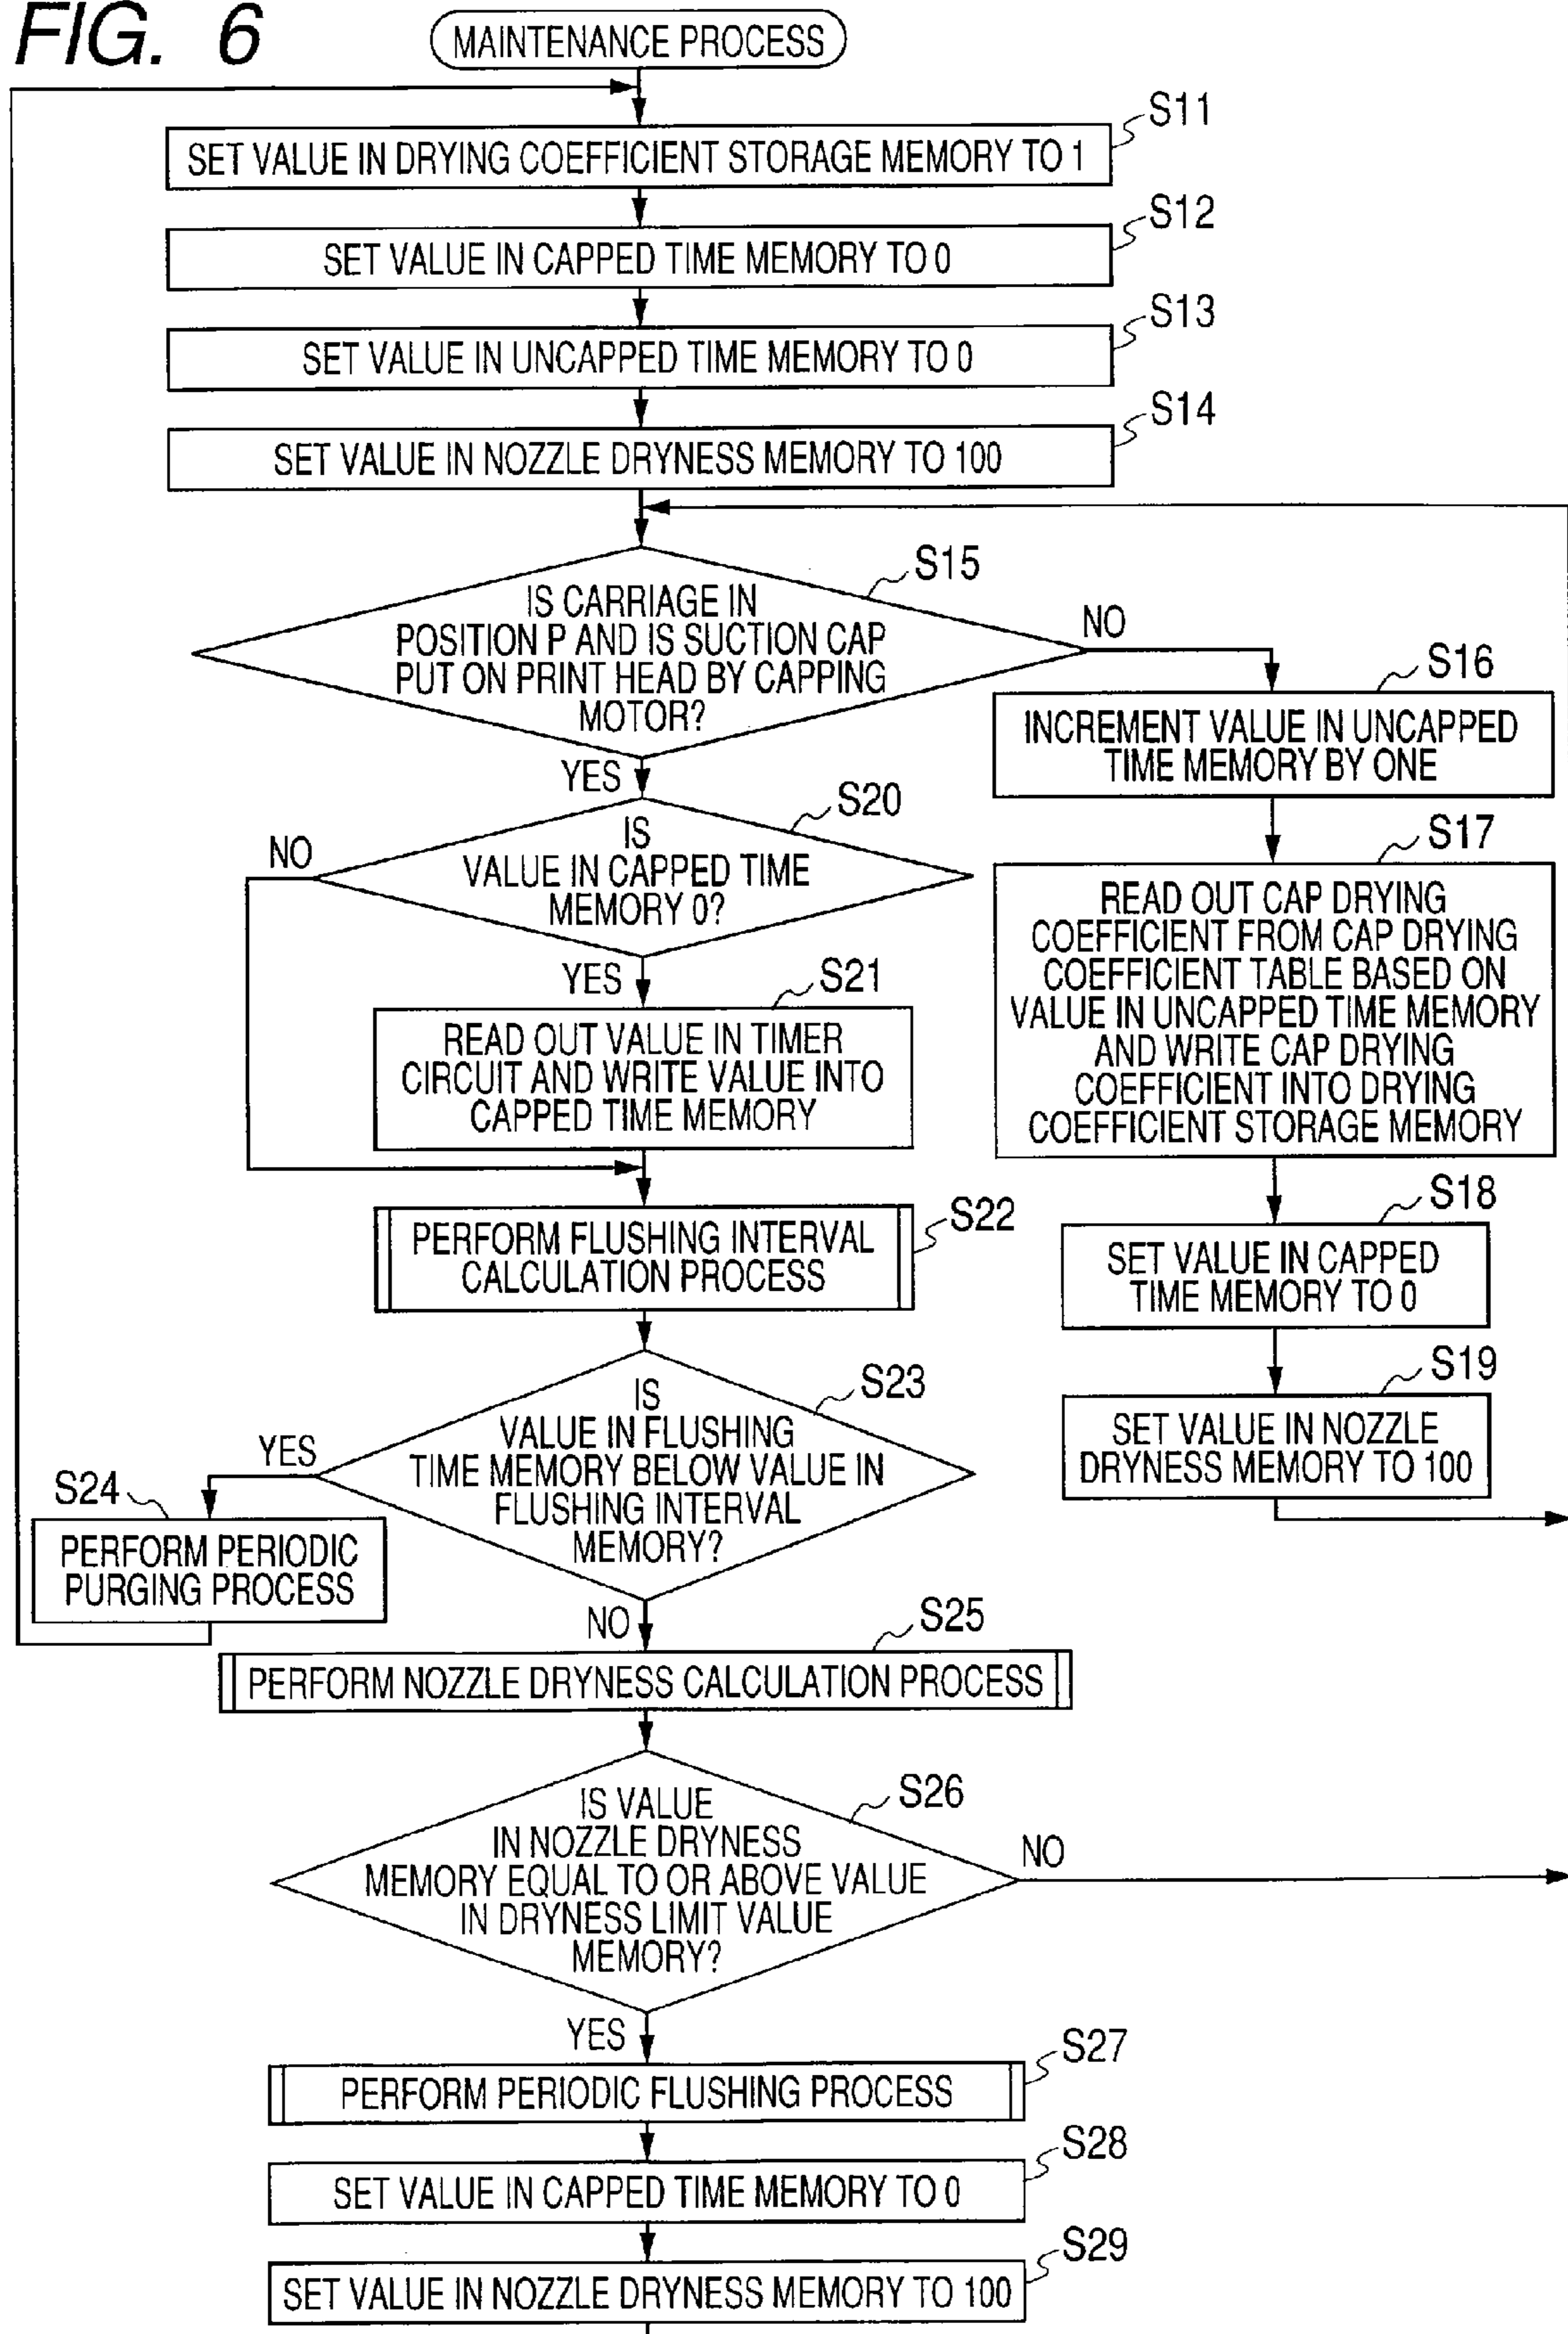 FIG. 6
MAINTENANCE PROCESS
S11
SET VALUE IN DRYING COEFFICIENT STORAGE MEMORY TO 1
S12
SET VALUE IN CAPPED TIME MEMORY TO 0
S13
SET VALUE IN UNCAPPED TIME MEMORY TO 0
S14
SET VALUE IN NOZZLE DRYNESS MEMORY TO 100
S15
IS CARRIAGE IN
POSITION P AND IS SUCTION CAP
PUT ON PRINT HEAD BY CAPPING
MOTOR?
NO
YES
S16
INCREMENT VALUE IN UNCAPPED
TIME MEMORY BY ONE
S17
READ OUT CAP DRYING
COEFFICIENT FROM CAP DRYING
COEFFICIENT TABLE BASED ON
VALUE IN UNCAPPED TIME MEMORY
AND WRITE CAP DRYING
COEFFICIENT INTO DRYING
COEFFICIENT STORAGE MEMORY
S18
SET VALUE IN CAPPED
TIME MEMORY TO 0
S19
SET VALUE IN NOZZLE
DRYNESS MEMORY TO 100
S20
IS
VALUE IN CAPPED TIME
MEMORY 0?
NO
YES
S21
READ OUT VALUE IN TIMER
CIRCUIT AND WRITE VALUE INTO
CAPPED TIME MEMORY
S22
PERFORM FLUSHING INTERVAL
CALCULATION PROCESS
S23
IS
VALUE IN FLUSHING
TIME MEMORY BELOW VALUE IN
FLUSHING INTERVAL
MEMORY?
YES
S24
PERFORM PERIODIC
PURGING PROCESS
NO
S25
PERFORM NOZZLE DRYNESS CALCULATION PROCESS
S26
IS VALUE
IN NOZZLE DRYNESS
MEMORY EQUAL TO OR ABOVE VALUE
IN DRYNESS LIMIT VALUE
MEMORY?
NO
YES
S27
PERFORM PERIODIC FLUSHING PROCESS
S28
SET VALUE IN CAPPED TIME MEMORY TO 0
S29
SET VALUE IN NOZZLE DRYNESS MEMORY TO 100